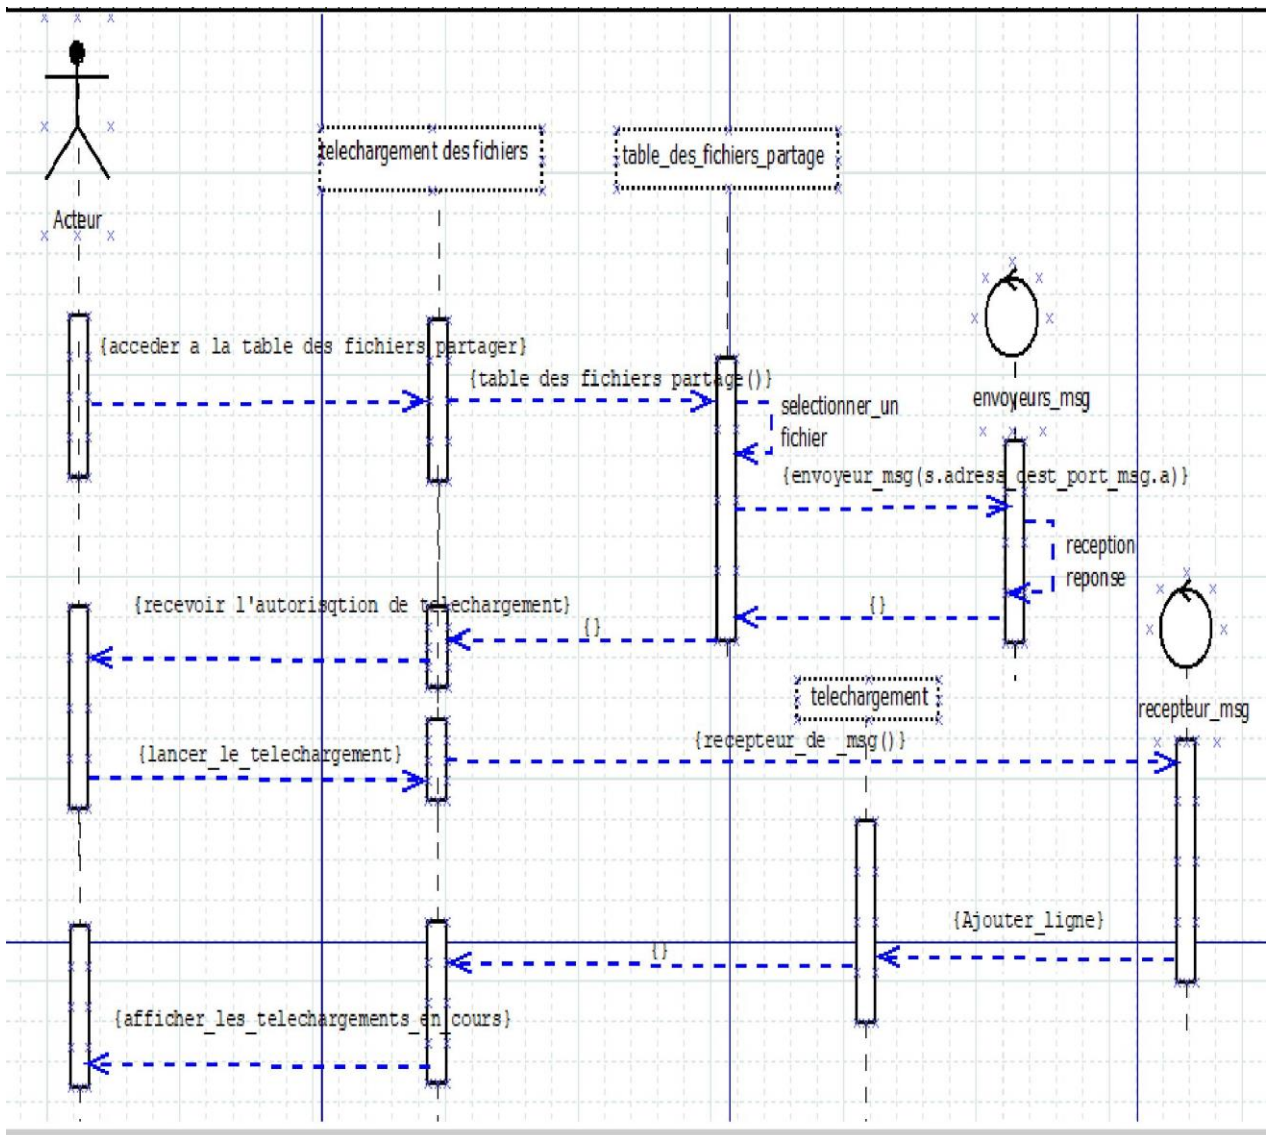 telechargement des fichiers
table_des_fichiers_partage
Acteur
{acceder a la table des fichiers partager}
{table des fichiers partage()}
envoyeurs_msg
selectionner_un
fichier
{envoyeur_msg(s.adress_dest_port_msg.a)}
reception
reponse
{recevoir l'autorisqtion de telechargement}
{}
{}
telechargement
recepteur_msg
{lancer_le_telechargement}
{recepteur_de _msg()}
{Ajouter_ligne}
{}
{afficher_les_telechargements_en_cours}